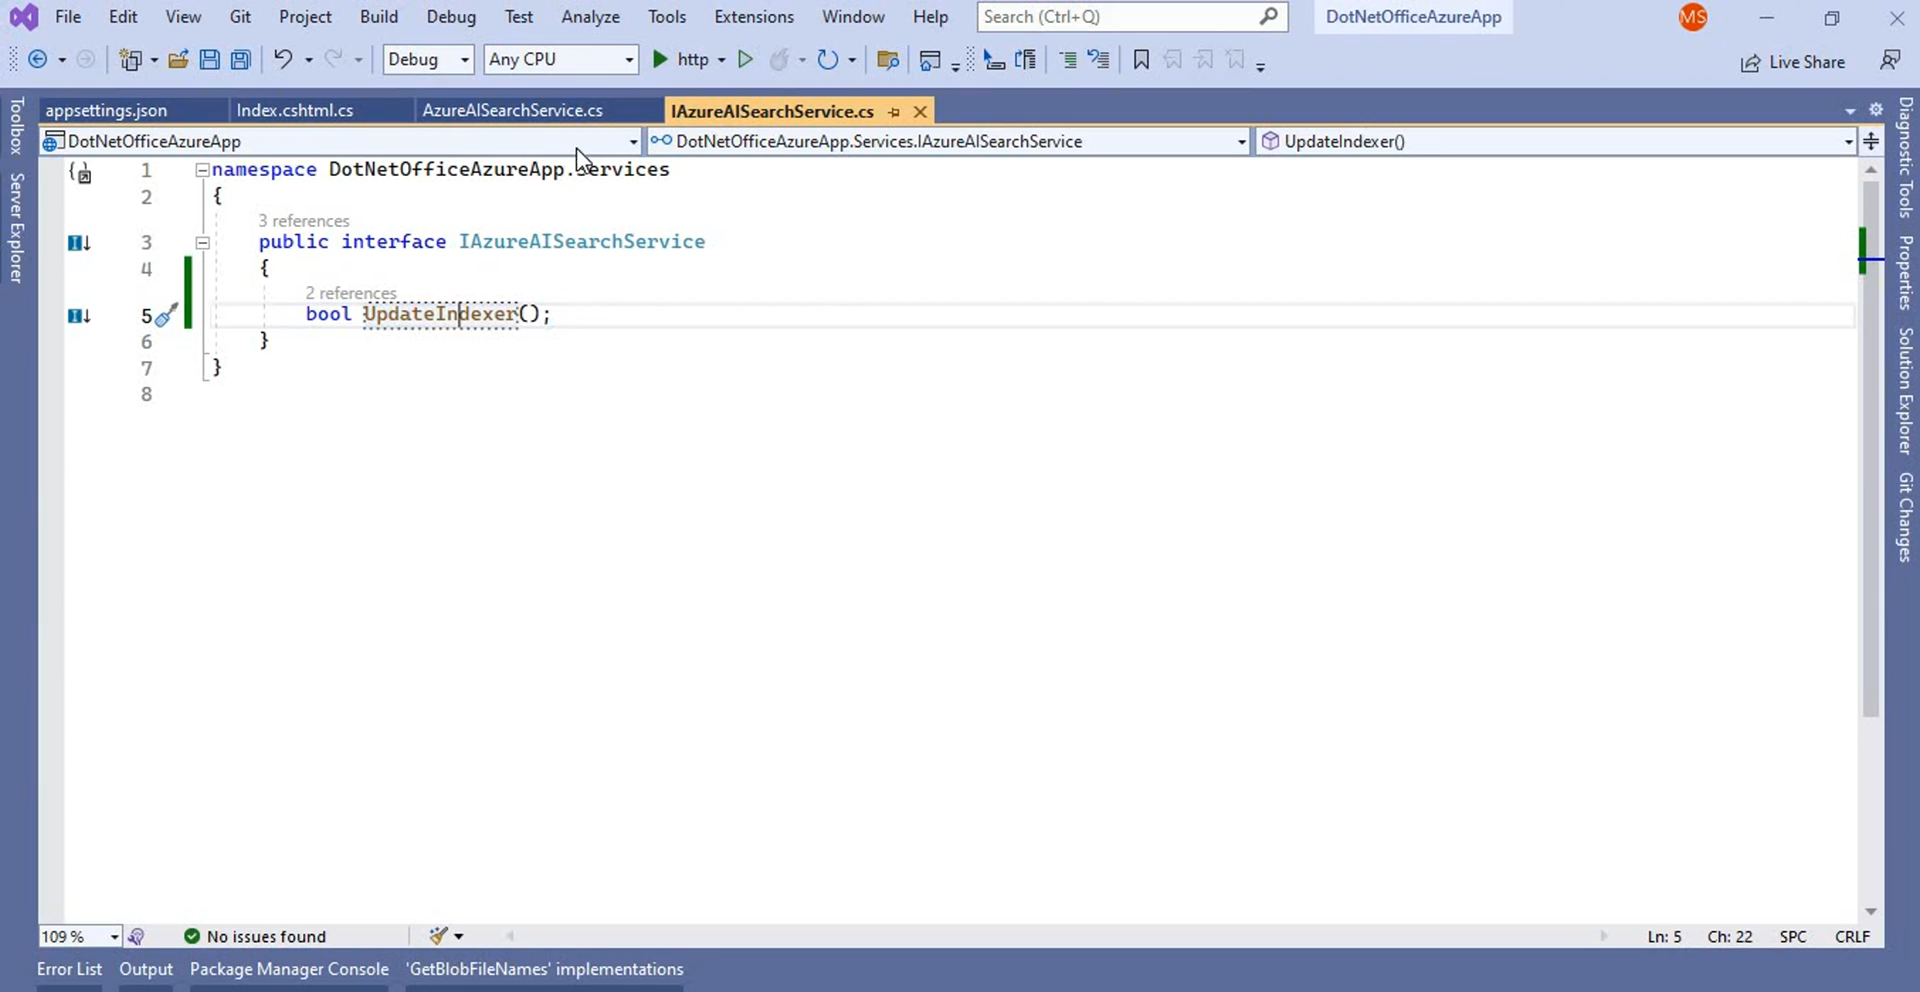 File Edit View Git Project Build Debug Test Analyze Tools Extensions Window Help Search (Ctrl+Q) DotNetOfficeAzureApp MS
Debug Any CPU http Live Share
appsettings.json Index.cshtml.cs AzureAISearchService.cs IAzureAISearchService.cs
DotNetOfficeAzureApp DotNetOfficeAzureApp.Services.IAzureAISearchService UpdateIndexer()
Toolbox
Server Explorer
1 namespace DotNetOfficeAzureApp.Services
2 {
3 references
3 public interface IAzureAISearchService
4 {
2 references
5 bool UpdateIndexer();
6 }
7 }
8
Diagnostic Tools
Properties
Solution Explorer
Git Changes
109 % No issues found Ln: 5 Ch: 22 SPC CRLF
Error List Output Package Manager Console 'GetBlobFileNames' implementations